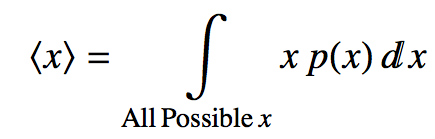 ⟨x⟩ = ∫ x p(x) ⅆx
All Possible x